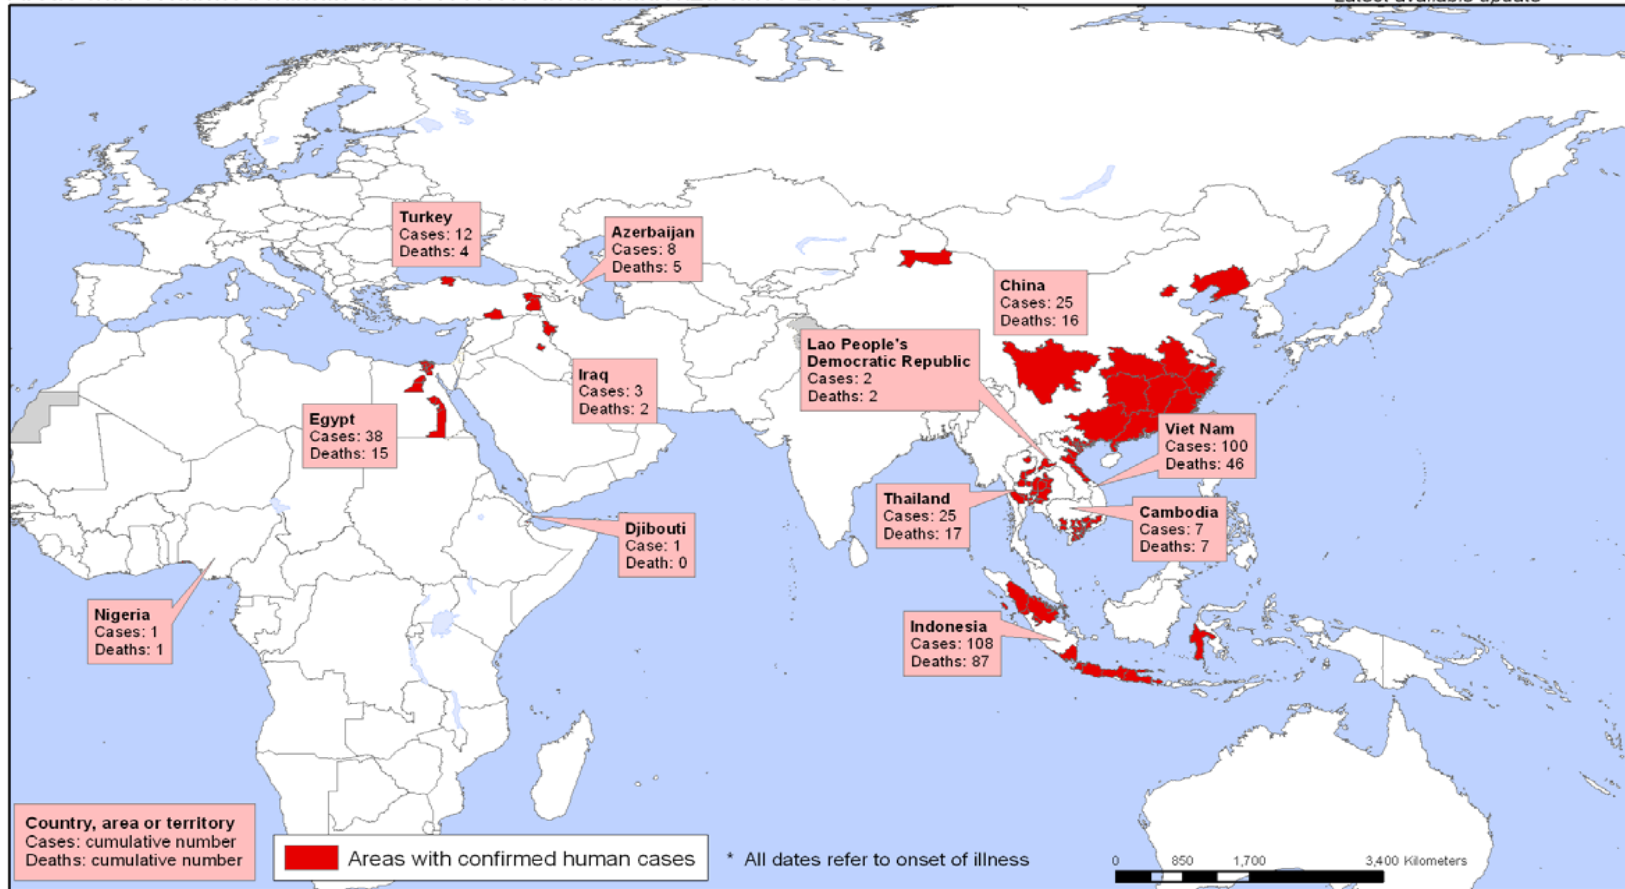 Latest available update
Turkey
Cases: 12
Deaths: 4
Azerbaijan
Cases: 8
Deaths: 5
China
Cases: 25
Deaths: 16
Lao People's
Democratic Republic
Cases: 2
Deaths: 2
Iraq
Cases: 3
Deaths: 2
Egypt
Cases: 38
Deaths: 15
Viet Nam
Cases: 100
Deaths: 46
Thailand
Cases: 25
Deaths: 17
Cambodia
Cases: 7
Deaths: 7
Djibouti
Case: 1
Death: 0
Nigeria
Cases: 1
Deaths: 1
Indonesia
Cases: 108
Deaths: 87
Country, area or territory
Cases: cumulative number
Deaths: cumulative number
Areas with confirmed human cases
* All dates refer to onset of illness
0 850 1,700 3,400 Kilometers